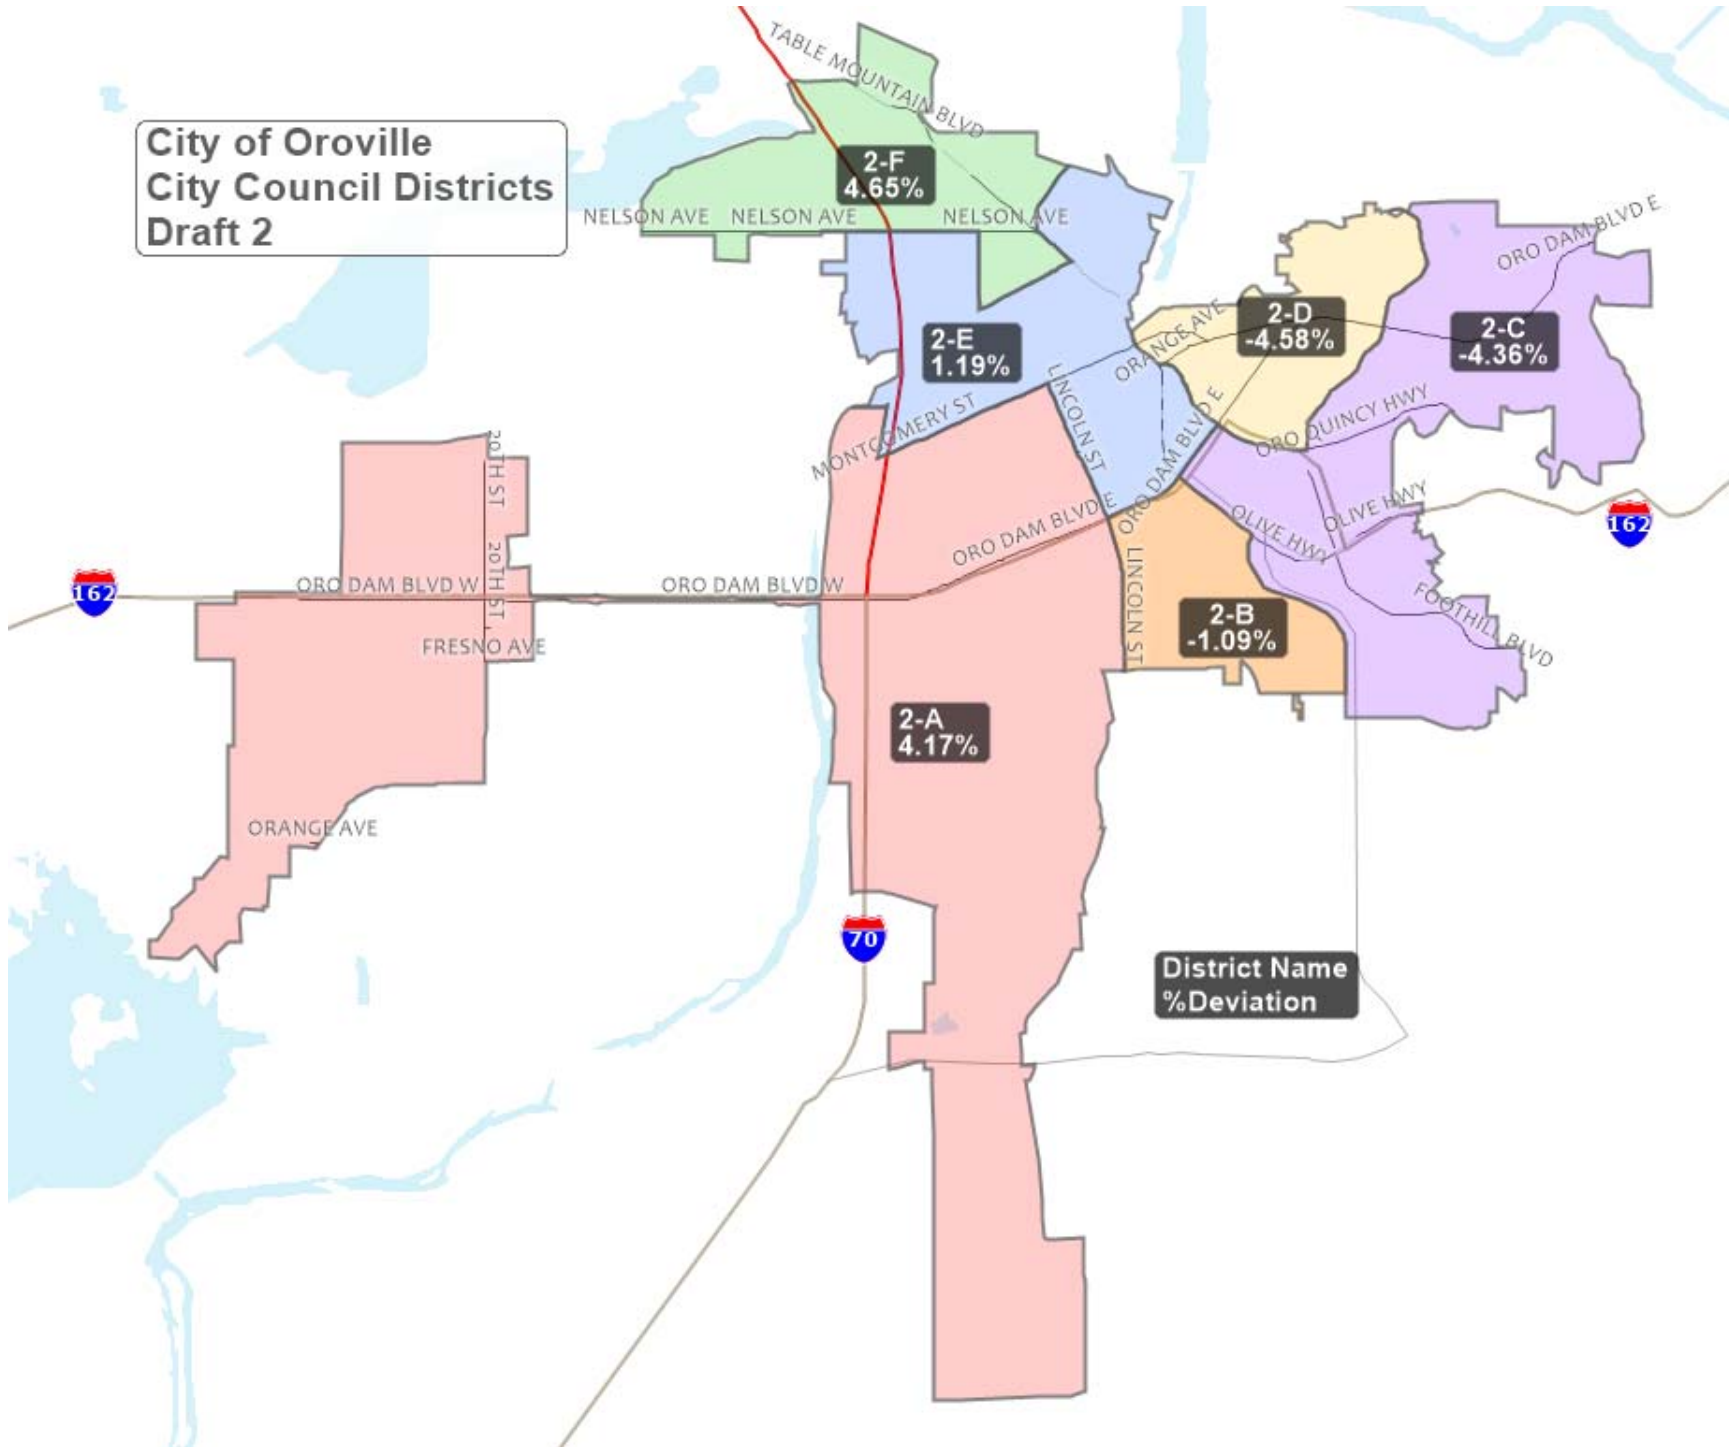 TABLE MOUNTAIN BLVD
City of Oroville
City Council Districts
Draft 2
2-F
4.65%
NELSON AVE
NELSON AVE
NELSON AVE
ORO DAM BLVD E
2-D
-4.58%
2-C
-4.36%
ORANGE AVE
2-E
1.19%
LINCOLN ST
MONTGOMERY ST
ORO DAM BLVD E
ORO QUINCY HWY
20TH ST
ORO DAM BLVD E
OLIVE HWY
OLIVE HWY
162
162
ORO DAM BLVD W
20TH ST
ORO DAM BLVD W
LINCOLN ST
2-B
-1.09%
FOOTHILL BLVD
FRESNO AVE
2-A
4.17%
ORANGE AVE
70
District Name
%Deviation